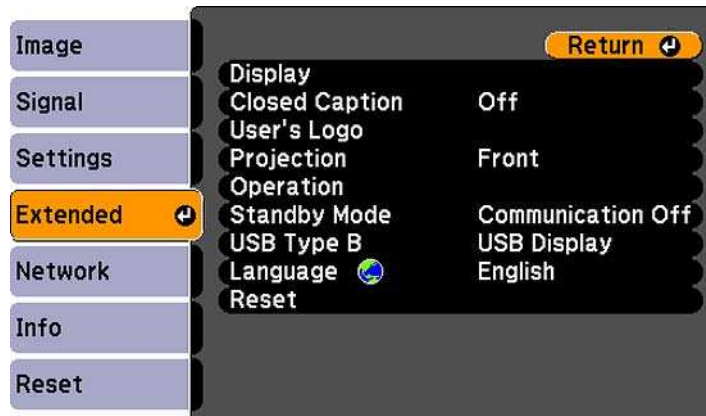 Image
Signal
Settings
Extended
Network
Info
Reset
Return
Display
Closed Caption Off
User's Logo
Projection Front
Operation
Standby Mode Communication Off
USB Type B USB Display
Language English
Reset